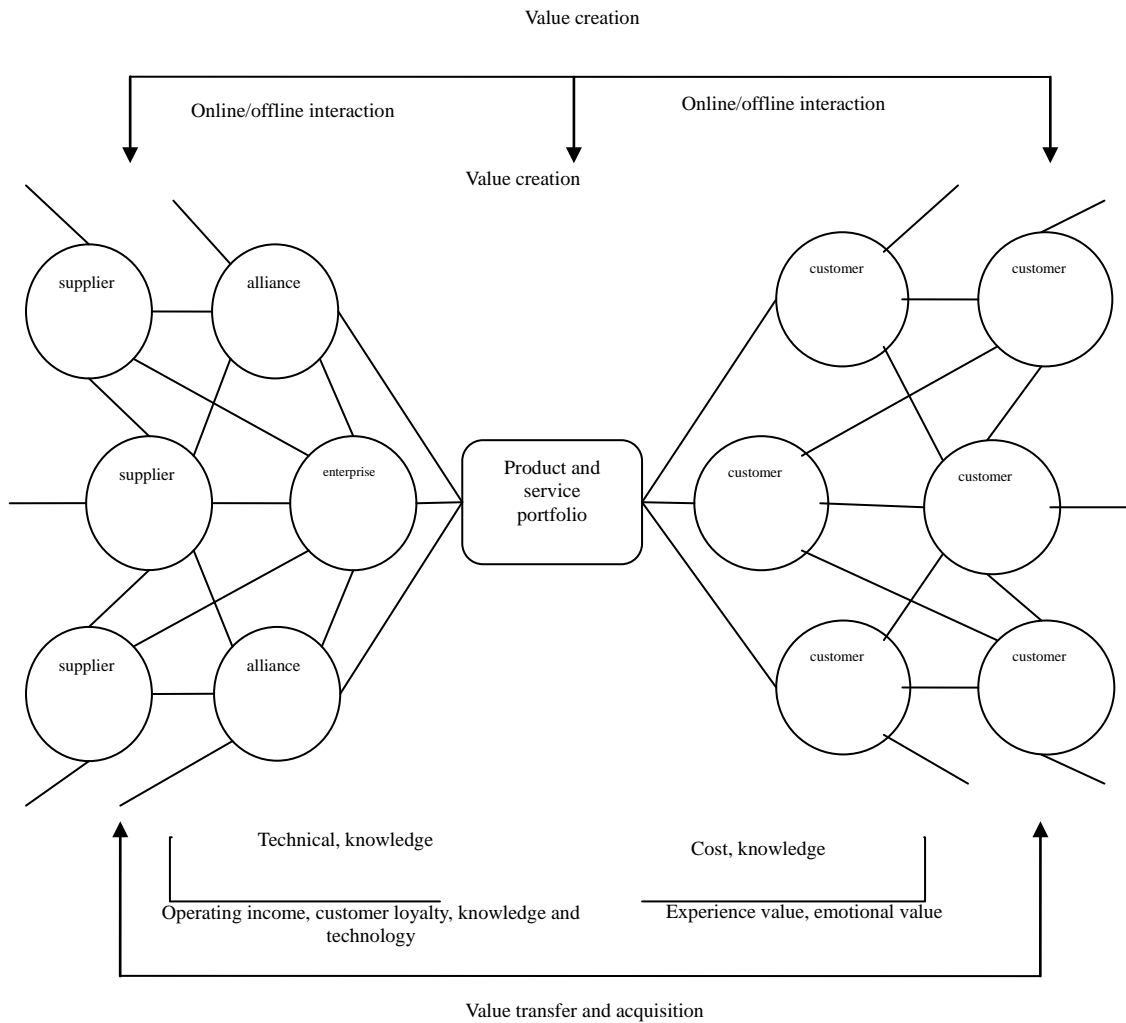 Value creation
Online/offline interaction
Online/offline interaction
Value creation
supplier
alliance
customer
customer
supplier
enterprise
Product and
service
portfolio
customer
customer
supplier
alliance
customer
customer
Technical, knowledge
Cost, knowledge
Operating income, customer loyalty, knowledge and
technology
Experience value, emotional value
Value transfer and acquisition